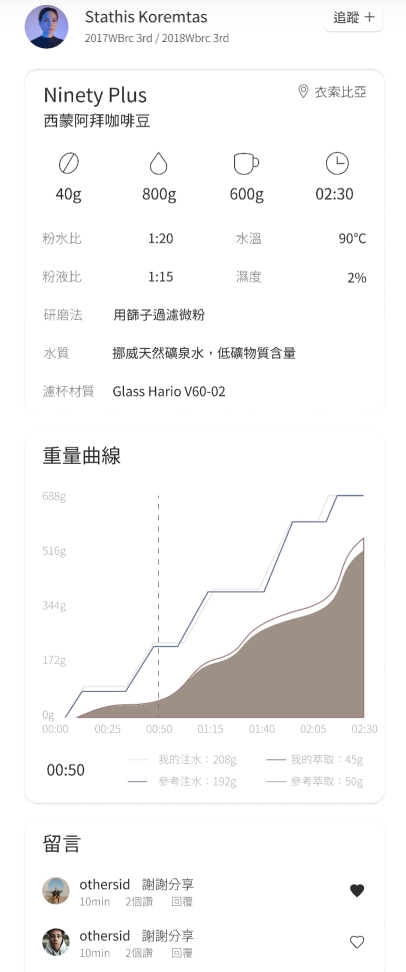 Stathis Koremtas
追蹤 +
2017WBrc 3rd / 2018Wbrc 3rd
Ninety Plus
衣索比亞
西蒙阿拜咖啡豆
40g 800g 600g 02:30
粉水比 1:20 水溫 90°C
粉液比 1:15 濕度 2%
研磨法 用篩子過濾微粉
水質 挪威天然礦泉水，低礦物質含量
濾杯材質 Glass Hario V60-02
重量曲線
688g
516g
344g
172g
0g
00:00 00:25 00:50 01:15 01:40 02:05 02:30
00:50
我的注水：208g 我的萃取：45g
參考注水：192g 參考萃取：50g
留言
othersid 謝謝分享
10min 2個讚 回覆
othersid 謝謝分享
10min 2個讚 回覆